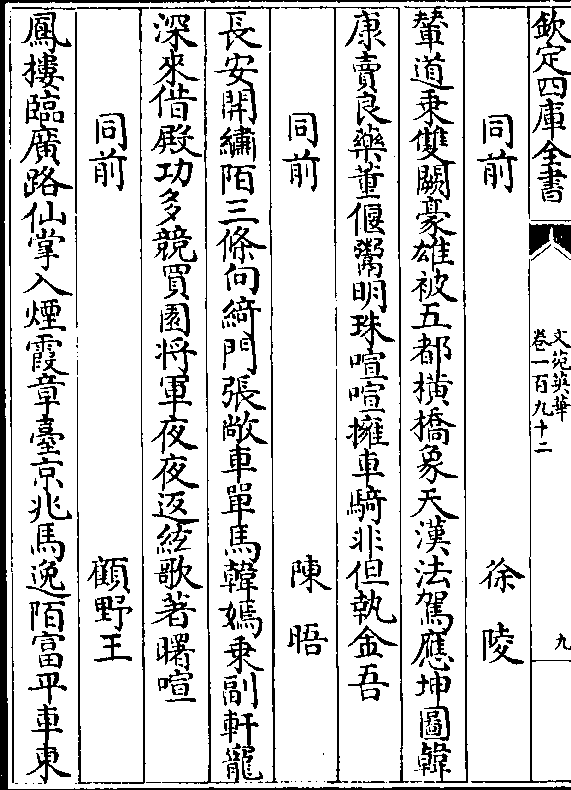 欽定四庫全書
文苑英華
卷一百九十二
九
同前
徐陵
輦道乘雙闕豪雄被五都橫橋象天漢法駕應坤圖韓
康賣良藥董偃鬻明珠喧喧擁車騎非但執金吾
同前
陳晤
長安開繡陌三條向綺門張敞車單馬韓嫣乘副軒寵
深來借殿功多競買園将軍夜夜返絃歌著曙喧
同前
顧野王
鳳樓臨廣路仙掌入煙霞章臺京兆馬逸陌富平車東